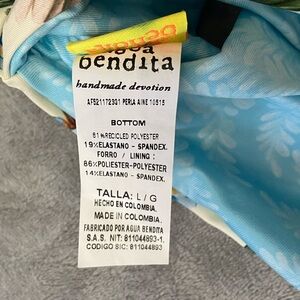 agua
bendita
handmade devotion
AF521172301 PERLA AINE 10515
BOTTOM
81%RECICLED POLYESTER
19%ELASTANO - SPANDEX.
FORRO / LINING :
86%POLIESTER-POLYESTER
14%ELASTANO - SPANDEX.
TALLA: L / G
HECHO EN COLOMBIA.
MADE IN COLOMBIA.
FABRICADO POR AGUA BENDITA
S.A.S. NIT: 811044893-1.
CODIGO SIC: 811044893.